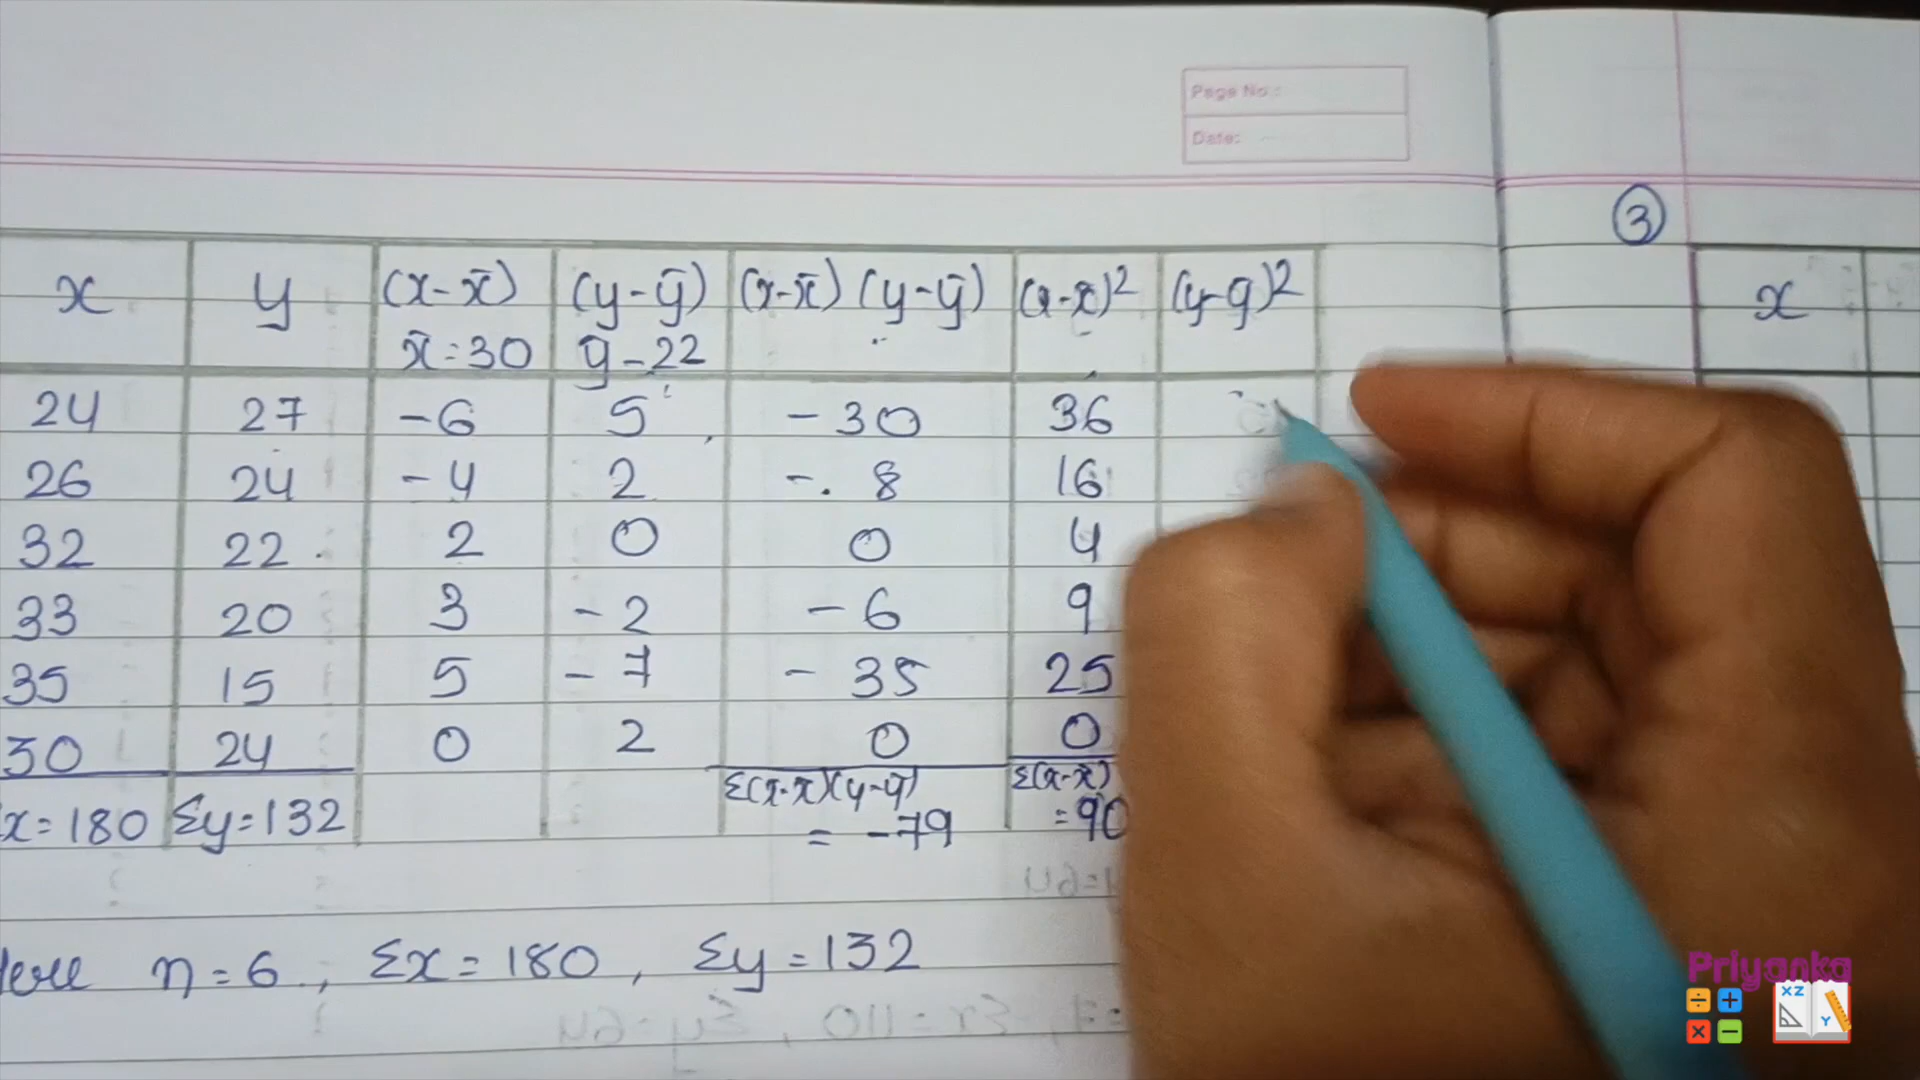 Page No.:
Date:
③
x y (x-x̄) (y-ȳ) (x-x̄) (y-ȳ) (x-x̄)² (y-ȳ)² x
x̄=30 ȳ-22
24 27 -6 5 -30 36
26 24 -4 2 -. 8 16
32 22 2 0 0 4
33 20 3 -2 -6 9
35 15 5 -7 -35 25
30 24 0 2 0 0
x=180 Σy=132 Σ(x-x̄)(y-ȳ) Σ(x-x̄)
= -79 =90
n=6, Σx=180, Σy=132
Priyanka
XZ
Y